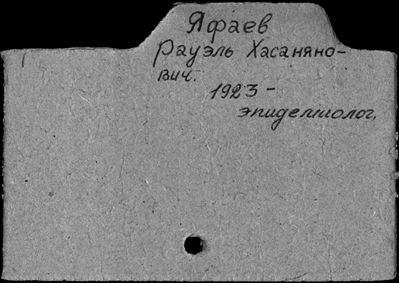 Яфаев
Рауэль Хасаняно-
вич.
1923 -
эпидемиолог.